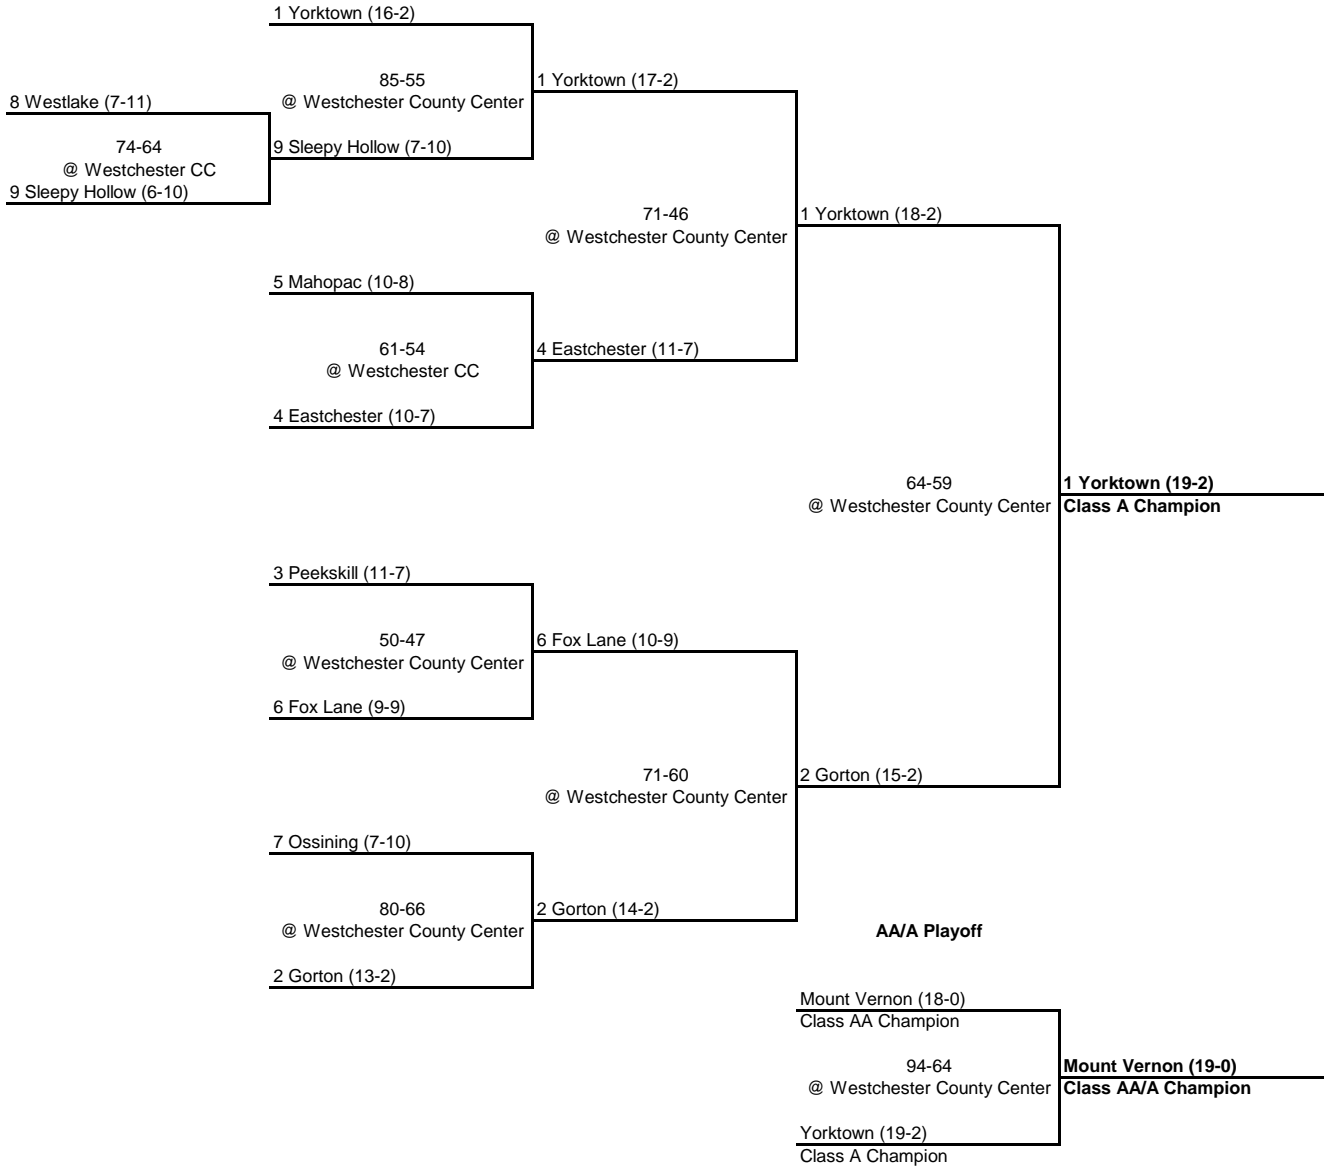 1 Yorktown (16-2)
85-55
@ Westchester County Center
1 Yorktown (17-2)
8 Westlake (7-11)
74-64
@ Westchester CC
9 Sleepy Hollow (7-10)
9 Sleepy Hollow (6-10)
71-46
@ Westchester County Center
1 Yorktown (18-2)
5 Mahopac (10-8)
61-54
@ Westchester CC
4 Eastchester (11-7)
4 Eastchester (10-7)
64-59
@ Westchester County Center
1 Yorktown (19-2)
Class A Champion
3 Peekskill (11-7)
50-47
@ Westchester County Center
6 Fox Lane (10-9)
6 Fox Lane (9-9)
71-60
@ Westchester County Center
2 Gorton (15-2)
7 Ossining (7-10)
80-66
@ Westchester County Center
2 Gorton (14-2)
2 Gorton (13-2)
AA/A Playoff
Mount Vernon (18-0)
Class AA Champion
94-64
@ Westchester County Center
Mount Vernon (19-0)
Class AA/A Champion
Yorktown (19-2)
Class A Champion